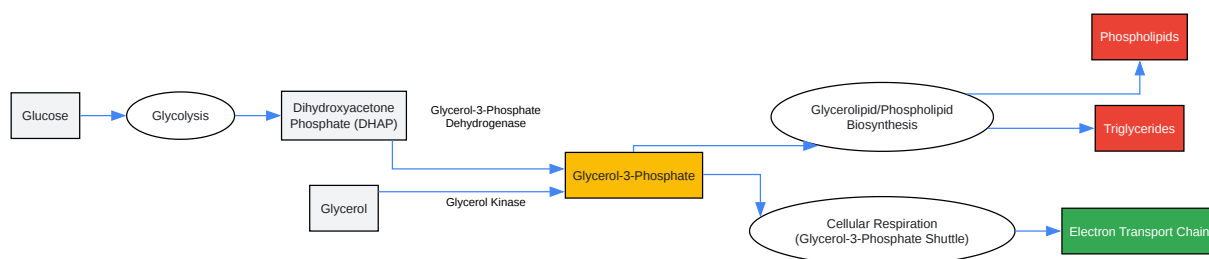 Phospholipids
Glucose
Glycolysis
Dihydroxyacetone
Phosphate (DHAP)
Glycerol-3-Phosphate
Dehydrogenase
Glycerolipid/Phospholipid
Biosynthesis
Triglycerides
Glycerol-3-Phosphate
Glycerol
Glycerol Kinase
Cellular Respiration
(Glycerol-3-Phosphate Shuttle)
Electron Transport Chain